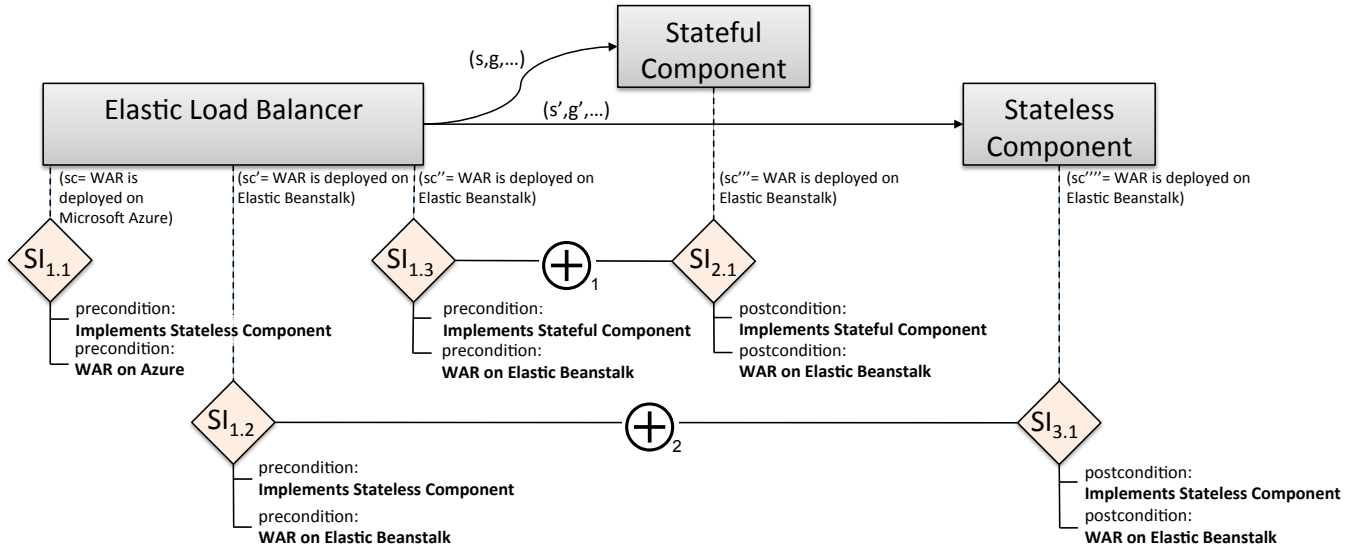 Stateful
Component
(s,g,...)
Elastic Load Balancer
(s',g',...)
Stateless
Component
(sc= WAR is
deployed on
Microsoft Azure)
(sc'= WAR is deployed on
Elastic Beanstalk)
(sc''= WAR is deployed on
Elastic Beanstalk)
(sc'''= WAR is deployed on
Elastic Beanstalk)
(sc''''= WAR is deployed on
Elastic Beanstalk)
SI1.1
SI1.3
1
SI2.1
precondition:
Implements Stateless Component
precondition:
WAR on Azure
precondition:
Implements Stateful Component
precondition:
WAR on Elastic Beanstalk
postcondition:
Implements Stateful Component
postcondition:
WAR on Elastic Beanstalk
SI1.2
2
SI3.1
precondition:
Implements Stateless Component
precondition:
WAR on Elastic Beanstalk
postcondition:
Implements Stateless Component
postcondition:
WAR on Elastic Beanstalk